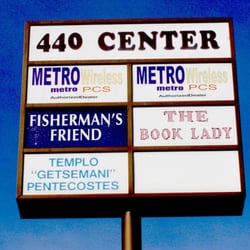 440 CENTER
METRO Wireless
metro PCS
Authorized Dealer
METRO Wireless
metro PCS
Authorized Dealer
FISHERMAN'S
FRIEND
THE
BOOK LADY
TEMPLO
"GETSEMANI"
PENTECOSTES